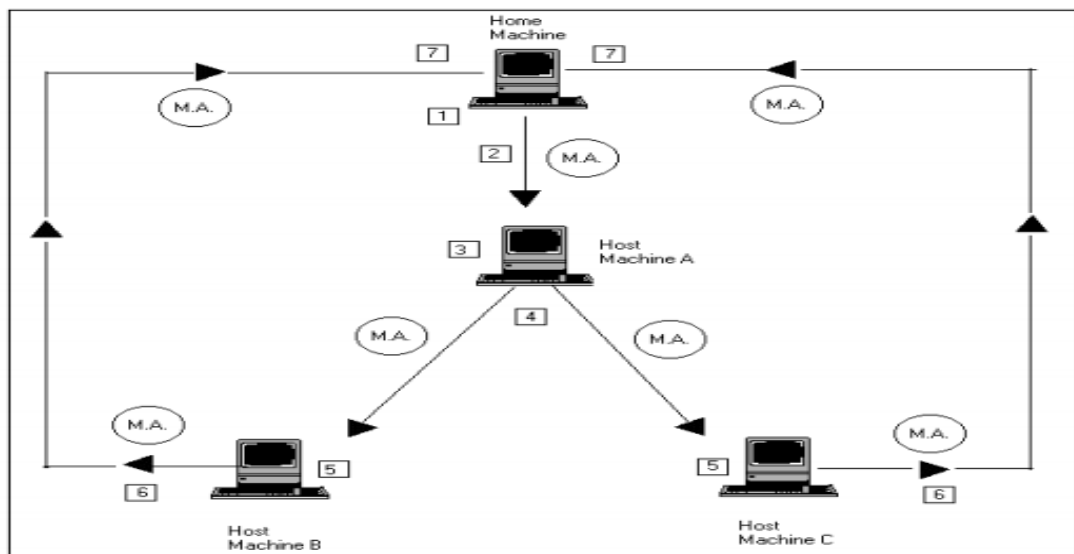 Home
Machine
7
7
M.A.
M.A.
1
2
M.A.
3
Host
Machine A
4
M.A.
M.A.
M.A.
M.A.
5
5
6
6
Host
Machine B
Host
Machine C